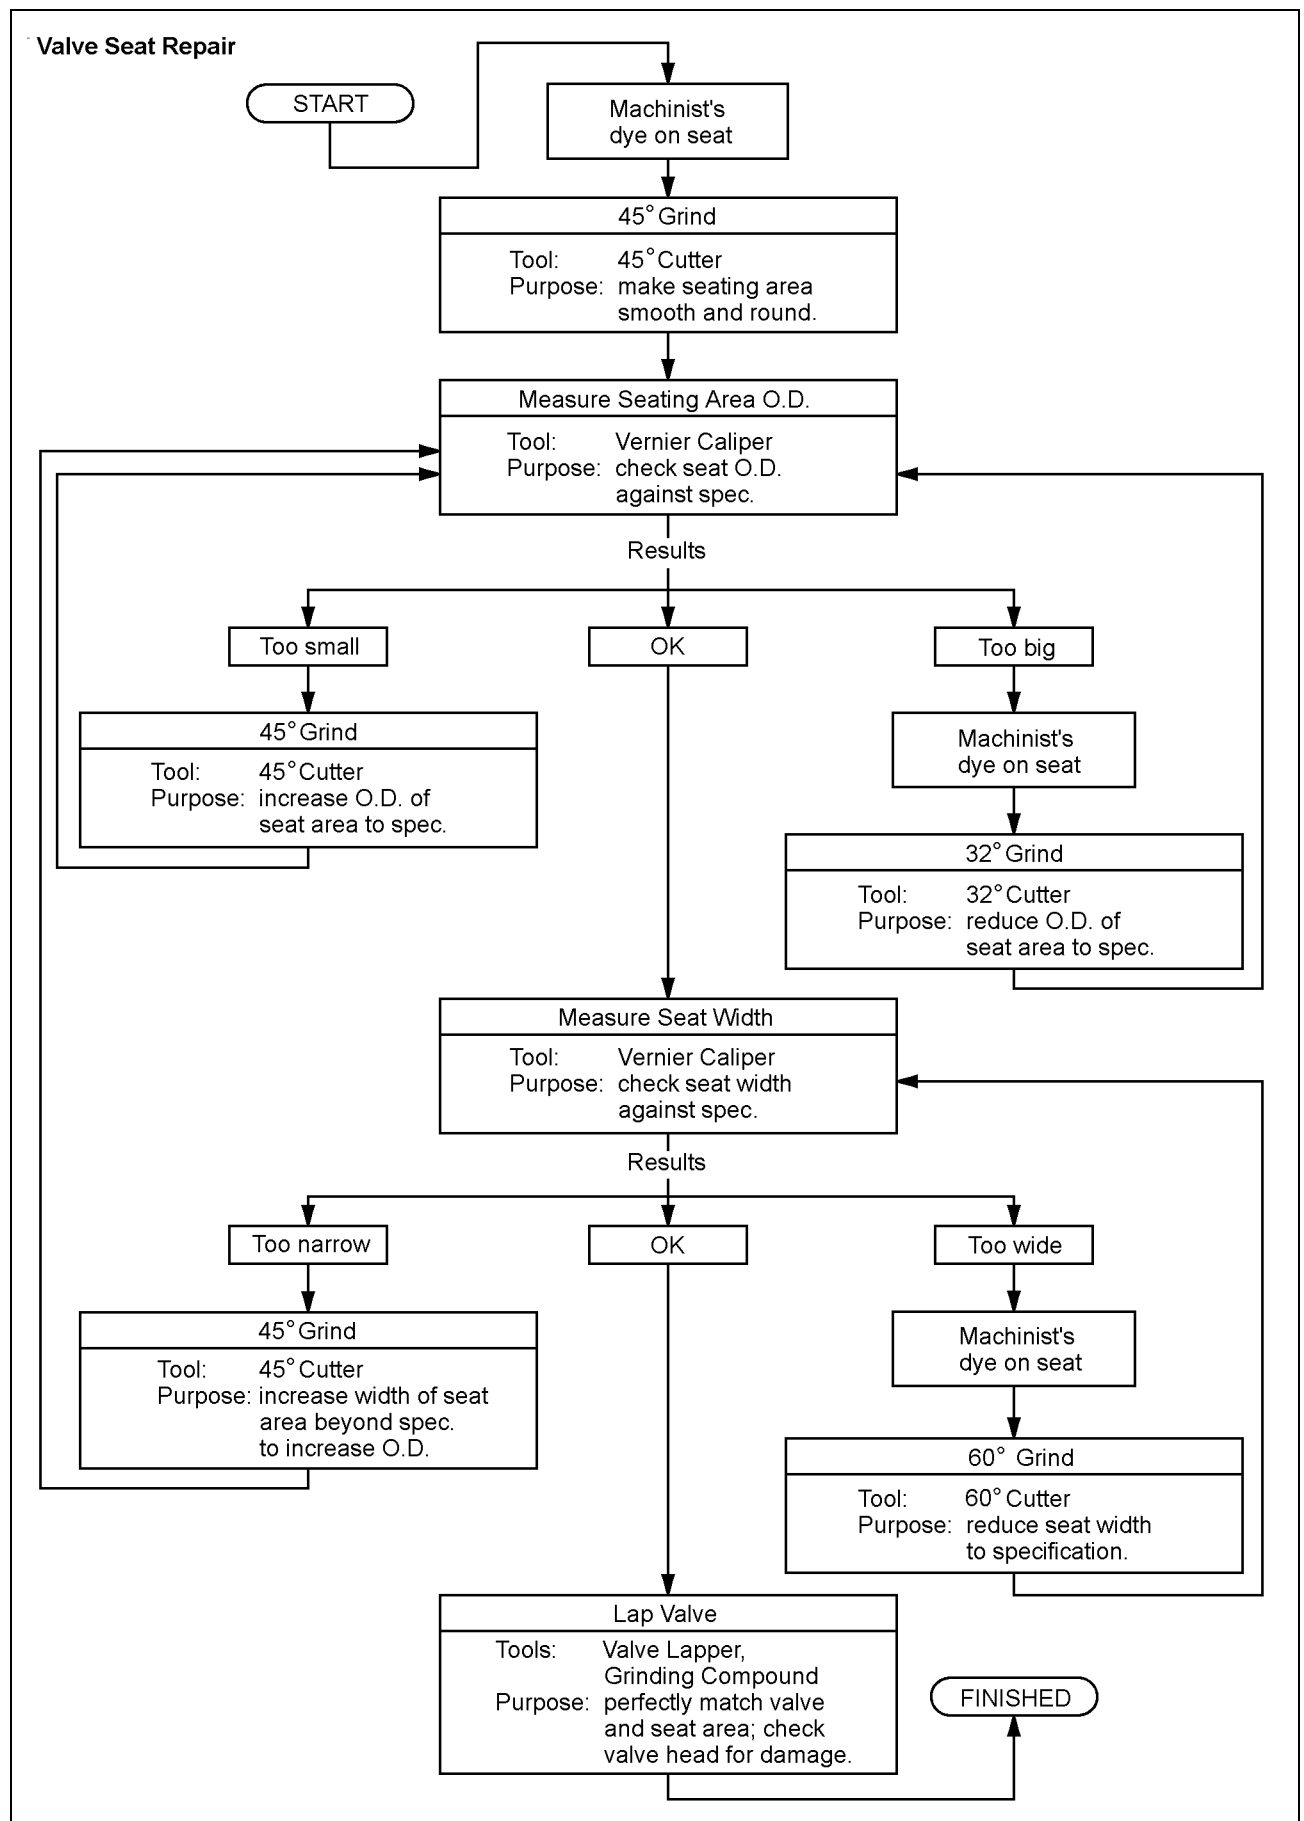 Valve Seat Repair
START
Machinist's
dye on seat
45° Grind
Tool: 45° Cutter
Purpose: make seating area
smooth and round.
Measure Seating Area O.D.
Tool: Vernier Caliper
Purpose: check seat O.D.
against spec.
Results
Too small
OK
Too big
45° Grind
Tool: 45° Cutter
Purpose: increase O.D. of
seat area to spec.
Machinist's
dye on seat
32° Grind
Tool: 32° Cutter
Purpose: reduce O.D. of
seat area to spec.
Measure Seat Width
Tool: Vernier Caliper
Purpose: check seat width
against spec.
Results
Too narrow
OK
Too wide
45° Grind
Tool: 45° Cutter
Purpose: increase width of seat
area beyond spec.
to increase O.D.
Machinist's
dye on seat
60° Grind
Tool: 60° Cutter
Purpose: reduce seat width
to specification.
Lap Valve
Tools: Valve Lapper,
Grinding Compound
Purpose: perfectly match valve
and seat area; check
valve head for damage.
FINISHED